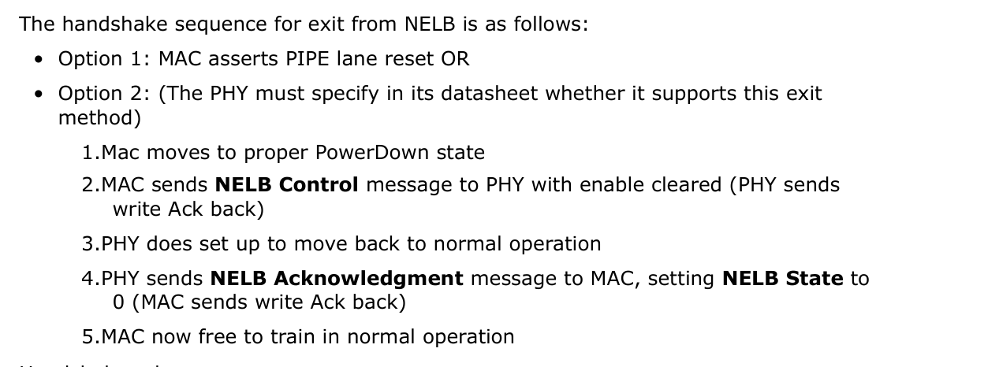 The handshake sequence for exit from NELB is as follows:
• Option 1: MAC asserts PIPE lane reset OR
• Option 2: (The PHY must specify in its datasheet whether it supports this exit
method)
1.Mac moves to proper PowerDown state
2.MAC sends NELB Control message to PHY with enable cleared (PHY sends
write Ack back)
3.PHY does set up to move back to normal operation
4.PHY sends NELB Acknowledgment message to MAC, setting NELB State to
0 (MAC sends write Ack back)
5.MAC now free to train in normal operation